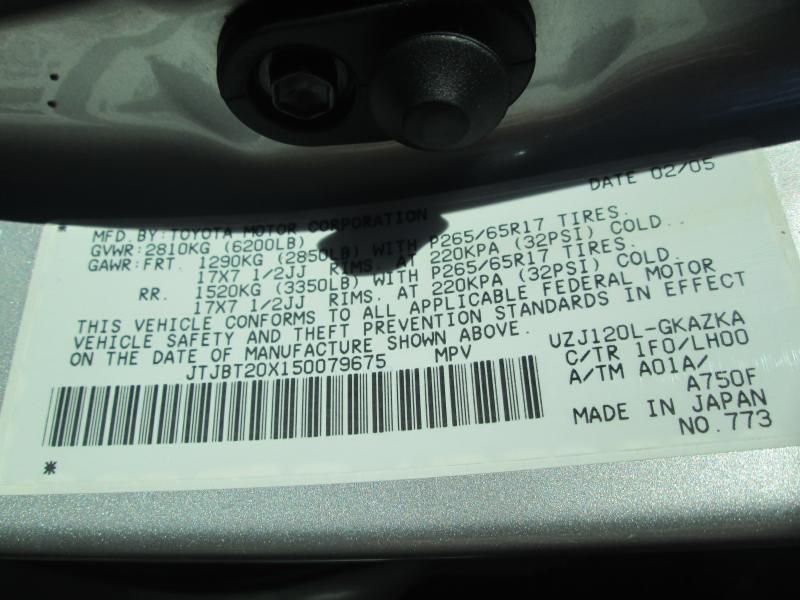 DATE 02/05
MFD. BY: TOYOTA MOTOR CORPORATION
GVWR: 2810KG (6200LB)
GAWR: FRT 1290KG (2850LB) WITH P265/65R17 TIRES.
17X7 1/2JJ RIMS. AT 220KPA (32PSI) COLD.
RR. 1520KG (3350LB) WITH P265/65R17 TIRES.
17X7 1/2JJ RIMS. AT 220KPA (32PSI) COLD.
THIS VEHICLE CONFORMS TO ALL APPLICABLE FEDERAL MOTOR
VEHICLE SAFETY AND THEFT PREVENTION STANDARDS IN EFFECT
ON THE DATE OF MANUFACTURE SHOWN ABOVE.
JTJBT20X150079675 MPV
UZJ120L-GKAZKA
C/TR 1F0/LH00
A/TM A01A/
A750F
MADE IN JAPAN
NO.773